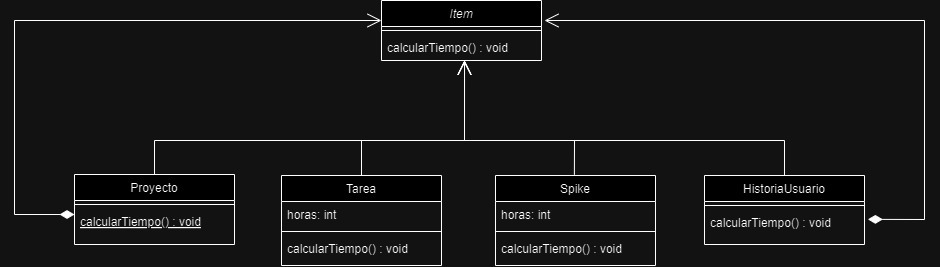 Item
calcularTiempo() : void
Proyecto
calcularTiempo() : void
Tarea
horas: int
calcularTiempo() : void
Spike
horas: int
calcularTiempo() : void
HistoriaUsuario
calcularTiempo() : void